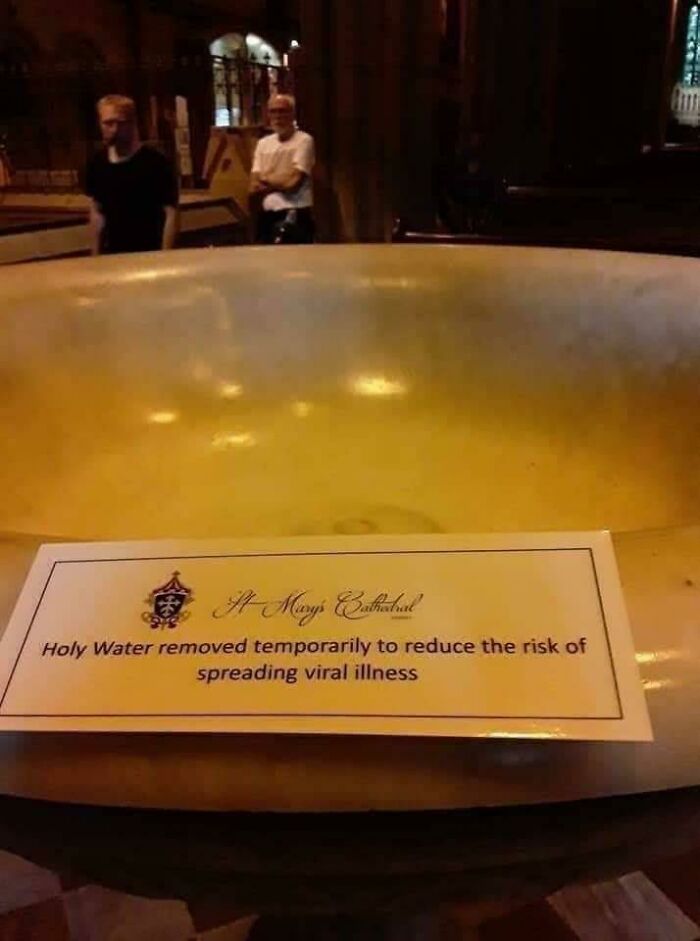 St Mary's Cathedral
Holy Water removed temporarily to reduce the risk of
spreading viral illness